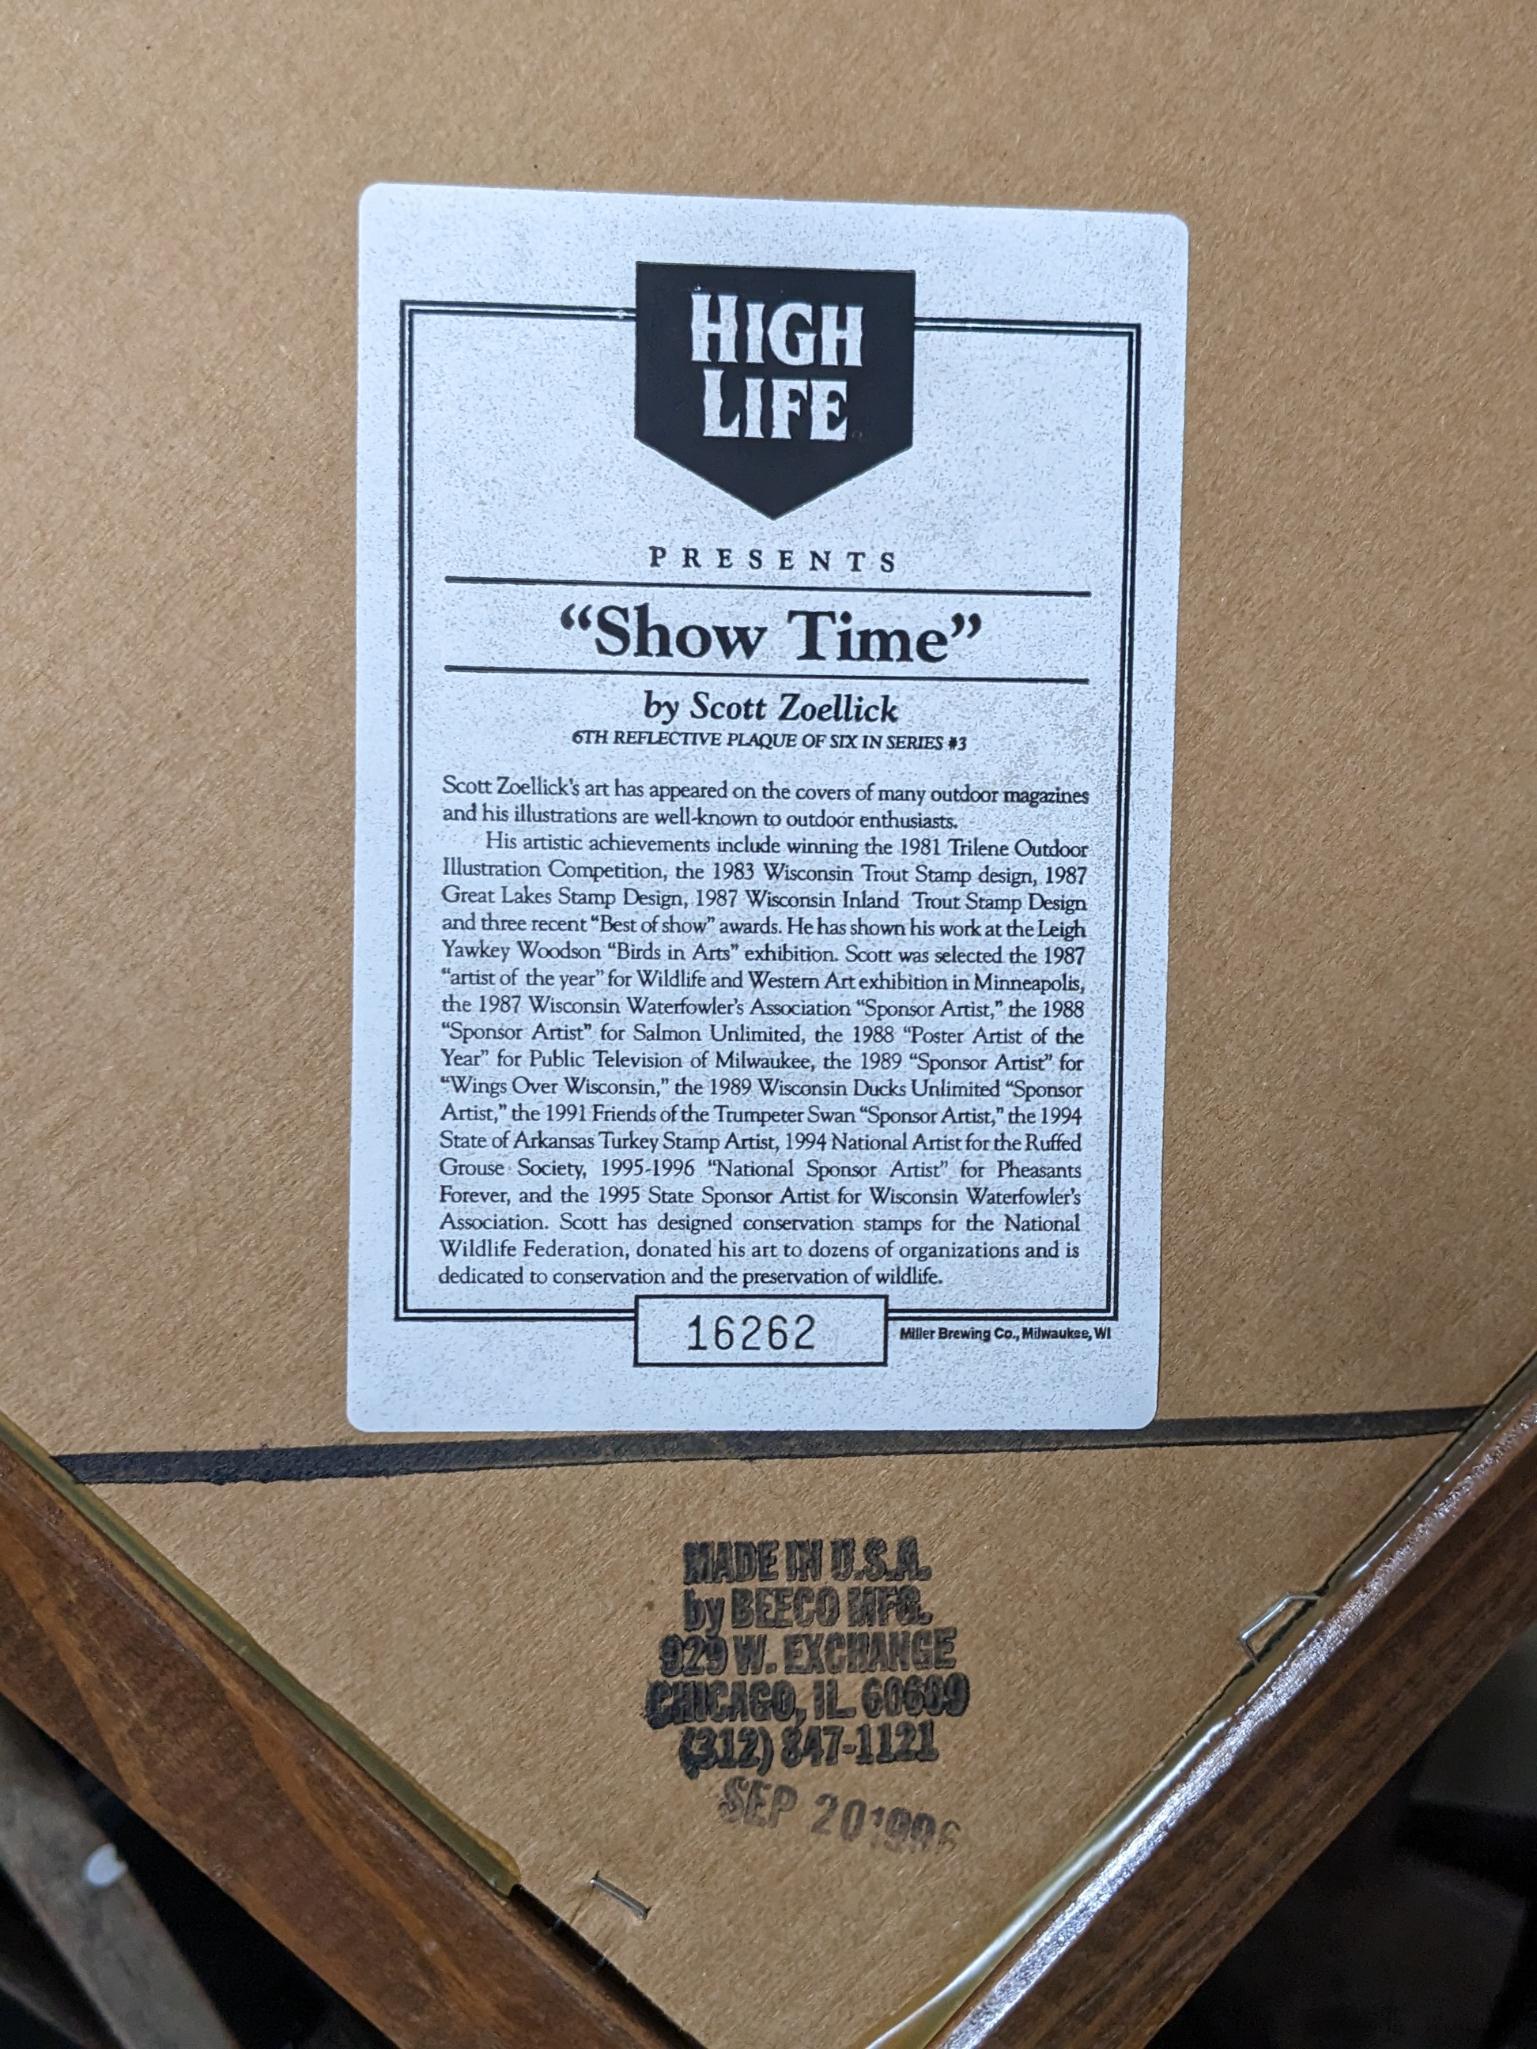 HIGH
LIFE
PRESENTS
“Show Time”
by Scott Zoellick
6TH REFLECTIVE PLAQUE OF SIX IN SERIES #3
Scott Zoellick's art has appeared on the covers of many outdoor magazines
and his illustrations are well-known to outdoor enthusiasts.
His artistic achievements include winning the 1981 Trilene Outdoor
Illustration Competition, the 1983 Wisconsin Trout Stamp design, 1987
Great Lakes Stamp Design, 1987 Wisconsin Inland Trout Stamp Design
and three recent “Best of show” awards. He has shown his work at the Leigh
Yawkey Woodson “Birds in Arts” exhibition. Scott was selected the 1987
“artist of the year” for Wildlife and Western Art exhibition in Minneapolis,
the 1987 Wisconsin Waterfowler's Association “Sponsor Artist,” the 1988
“Sponsor Artist” for Salmon Unlimited, the 1988 “Poster Artist of the
Year” for Public Television of Milwaukee, the 1989 “Sponsor Artist” for
“Wings Over Wisconsin,” the 1989 Wisconsin Ducks Unlimited “Sponsor
Artist,” the 1991 Friends of the Trumpeter Swan “Sponsor Artist,” the 1994
State of Arkansas Turkey Stamp Artist, 1994 National Artist for the Ruffed
Grouse Society, 1995-1996 “National Sponsor Artist” for Pheasants
Forever, and the 1995 State Sponsor Artist for Wisconsin Waterfowler's
Association. Scott has designed conservation stamps for the National
Wildlife Federation, donated his art to dozens of organizations and is
dedicated to conservation and the preservation of wildlife.
16262
Miller Brewing Co., Milwaukee, WI
MADE IN U.S.A.
by BEECO MFG.
929 W. EXCHANGE
CHICAGO, IL. 60609
(312) 847-1121
SEP 20 1996